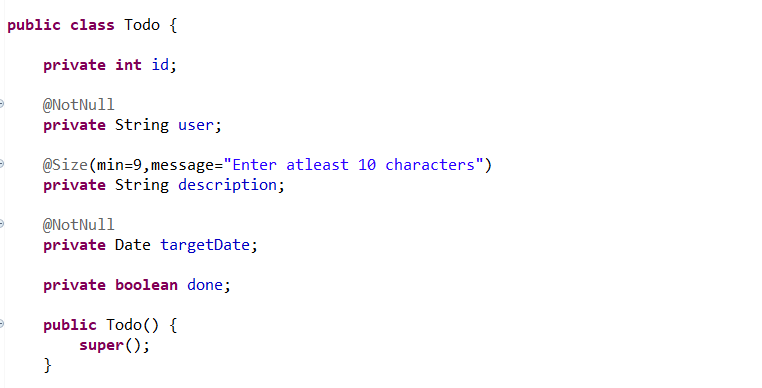 public class Todo {
private int id;
@NotNull
private String user;
@Size(min=9,message="Enter atleast 10 characters")
private String description;
@NotNull
private Date targetDate;
private boolean done;
public Todo() {
super();
}